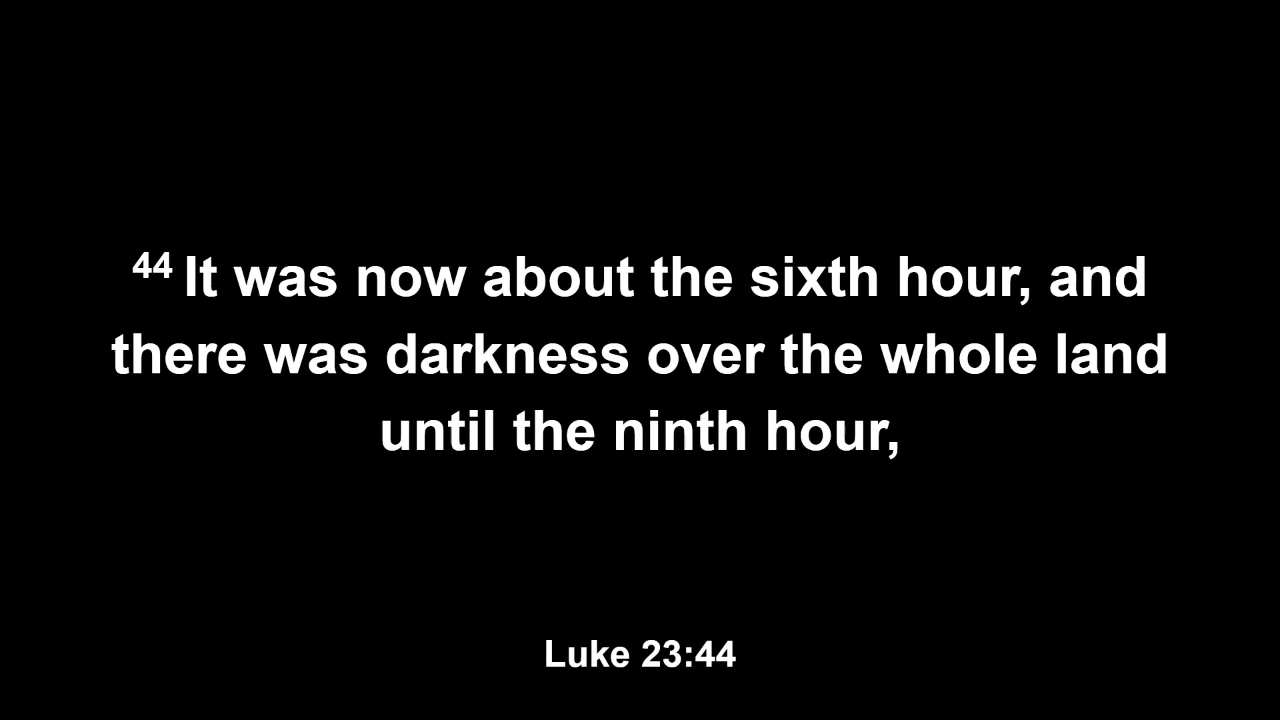 44 It was now about the sixth hour, and
there was darkness over the whole land
until the ninth hour,
Luke 23:44